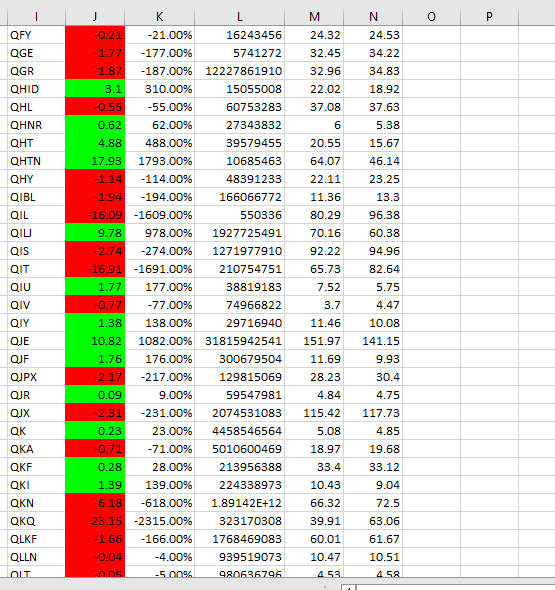 I J K L M N O P
QFY -0.21 -21.00% 16243456 24.32 24.53
QGE -1.77 -177.00% 5741272 32.45 34.22
QGR -1.87 -187.00% 12227861910 32.96 34.83
QHID 3.1 310.00% 15055008 22.02 18.92
QHL -0.55 -55.00% 60753283 37.08 37.63
QHNR 0.62 62.00% 27343832 6 5.38
QHT 4.88 488.00% 39579455 20.55 15.67
QHTN 17.93 1793.00% 10685463 64.07 46.14
QHY -1.14 -114.00% 48391233 22.11 23.25
QIBL -1.94 -194.00% 166066772 11.36 13.3
QIL -16.09 -1609.00% 550336 80.29 96.38
QILJ 9.78 978.00% 1927725491 70.16 60.38
QIS -2.74 -274.00% 1271977910 92.22 94.96
QIT -16.91 -1691.00% 210754751 65.73 82.64
QIU 1.77 177.00% 38819183 7.52 5.75
QIV -0.77 -77.00% 74966822 3.7 4.47
QIY 1.38 138.00% 29716940 11.46 10.08
QJE 10.82 1082.00% 31815942541 151.97 141.15
QJF 1.76 176.00% 300679504 11.69 9.93
QJPX -2.17 -217.00% 129815069 28.23 30.4
QJR 0.09 9.00% 59547981 4.84 4.75
QJX -2.31 -231.00% 2074531083 115.42 117.73
QK 0.23 23.00% 4458546564 5.08 4.85
QKA -0.71 -71.00% 5010600469 18.97 19.68
QKF 0.28 28.00% 213956388 33.4 33.12
QKI 1.39 139.00% 224338973 10.43 9.04
QKN -6.18 -618.00% 1.89142E+12 66.32 72.5
QKQ -23.15 -2315.00% 323170308 39.91 63.06
QLKF -1.66 -166.00% 1768469083 60.01 61.67
QLLN -0.04 -4.00% 939519073 10.47 10.51
QLT -0.05 -5.00% 980636796 4.53 4.58